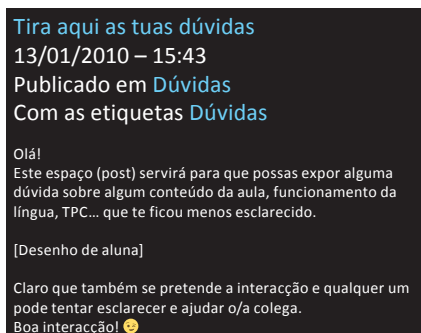 Tira aqui as tuas dúvidas
13/01/2010 – 15:43
Publicado em Dúvidas
Com as etiquetas Dúvidas
Olá!
Este espaço (post) servirá para que possas expor alguma
dúvida sobre algum conteúdo da aula, funcionamento da
língua, TPC… que te ficou menos esclarecido.
[Desenho de aluna]
Claro que também se pretende a interacção e qualquer um
pode tentar esclarecer e ajudar o/a colega.
Boa interacção! 😉